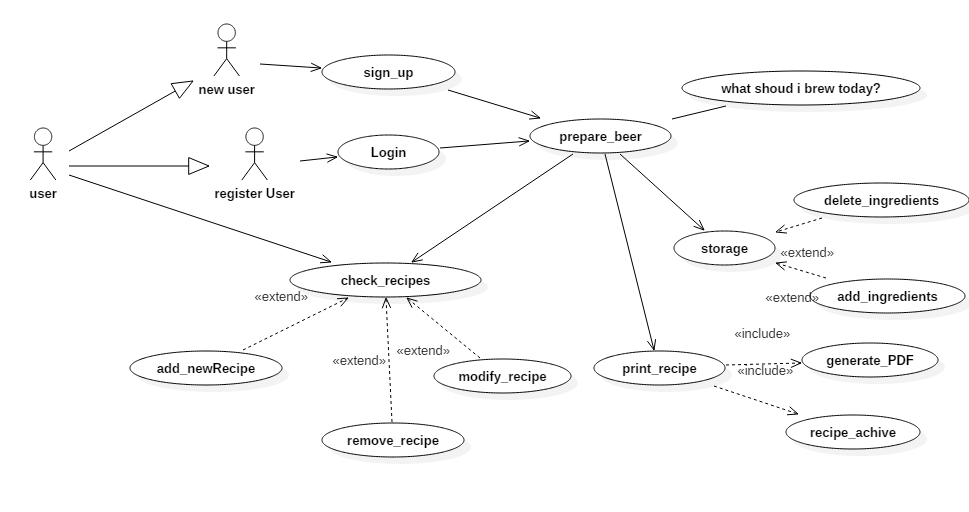 new user
sign_up
what shoud i brew today?
prepare_beer
Login
user
register User
delete_ingredients
storage
«extend»
check_recipes
«extend»
«extend»
add_ingredients
«include»
«extend»
«extend»
generate_PDF
add_newRecipe
modify_recipe
print_recipe
«include»
remove_recipe
recipe_achive